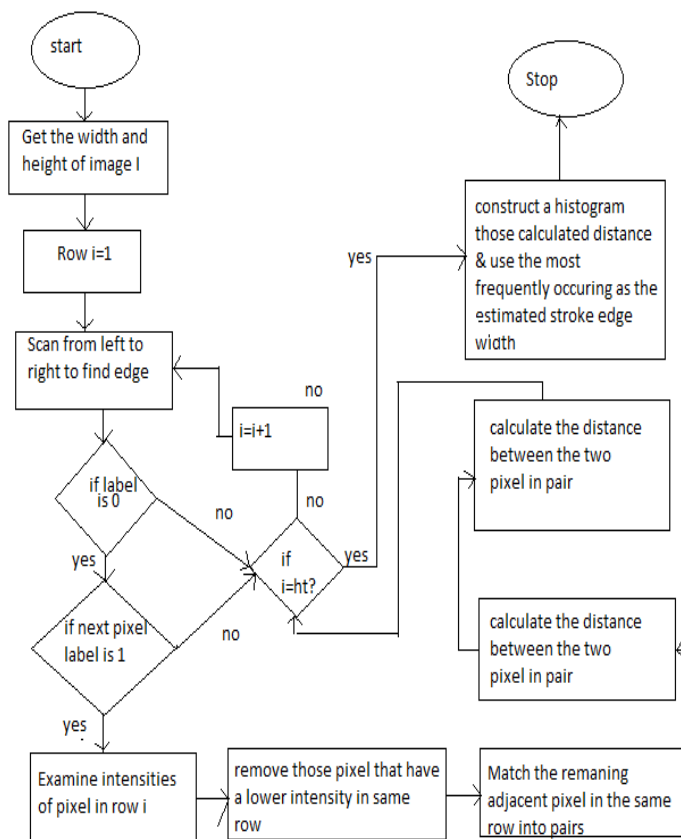 start
Get the width and
height of image I
Row i=1
Scan from left to
right to find edge
if label
is 0
no
yes
if next pixel
label is 1
no
yes
Examine intensities
of pixel in row i
remove those pixel that have
a lower intensity in same
row
Match the remaning
adjacent pixel in the same
row into pairs
calculate the distance
between the two
pixel in pair
calculate the distance
between the two
pixel in pair
if
i=ht?
no
i=i+1
no
yes
yes
construct a histogram
those calculated distance
& use the most
frequently occuring as the
estimated stroke edge
width
Stop